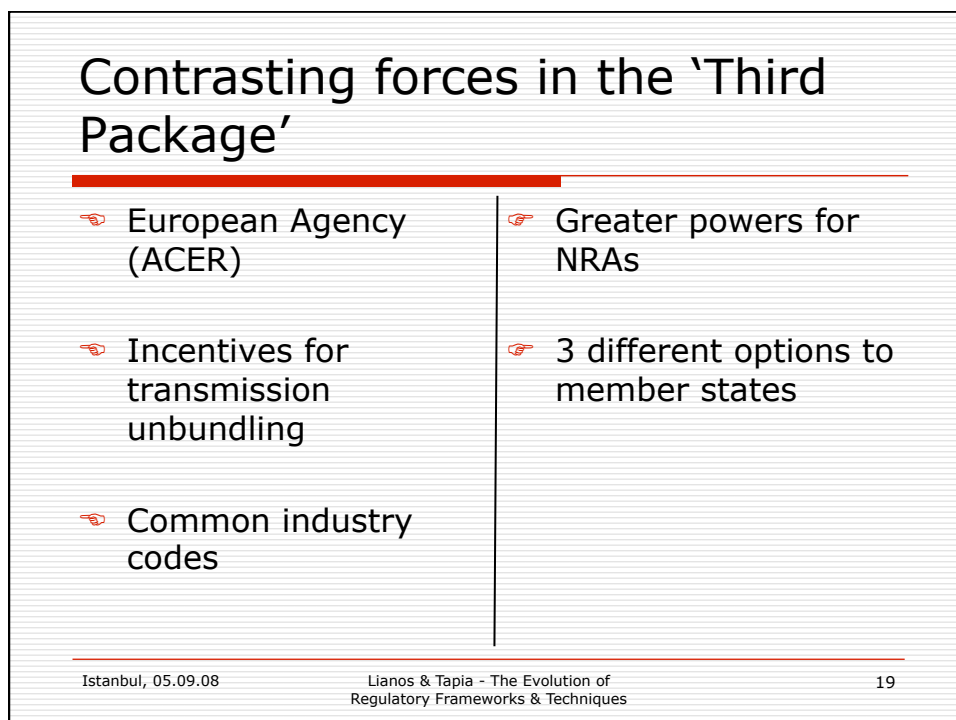 Contrasting forces in the ‘Third
Package’
European Agency
(ACER)
Incentives for
transmission
unbundling
Common industry
codes
Greater powers for
NRAs
3 different options to
member states
Istanbul, 05.09.08
Lianos & Tapia - The Evolution of
Regulatory Frameworks & Techniques
19